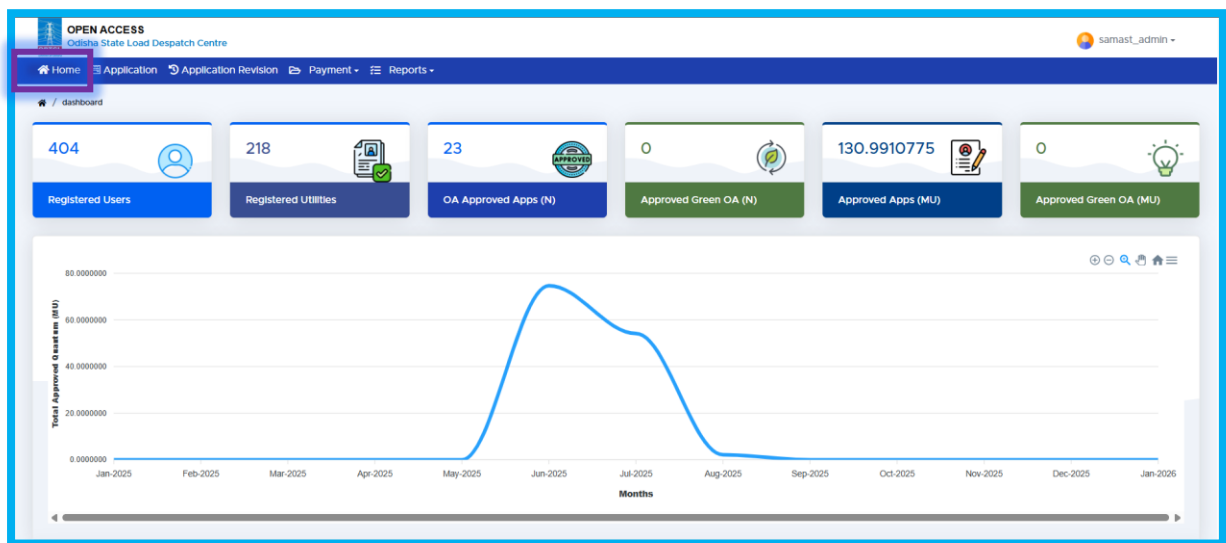 OPEN ACCESS
Odisha State Load Despatch Centre
samast_admin
Home Application Application Revision Payment Reports
/ dashboard
404 218 23 0 130.9910775 0
APPROVED
Registered Users Registered Utilities OA Approved Apps (N) Approved Green OA (N) Approved Apps (MU) Approved Green OA (MU)
Total Approved Quantum (MU)
80.0000000
60.0000000
40.0000000
20.0000000
0.0000000
Jan-2025 Feb-2025 Mar-2025 Apr-2025 May-2025 Jun-2025 Jul-2025 Aug-2025 Sep-2025 Oct-2025 Nov-2025 Dec-2025 Jan-2026
Months